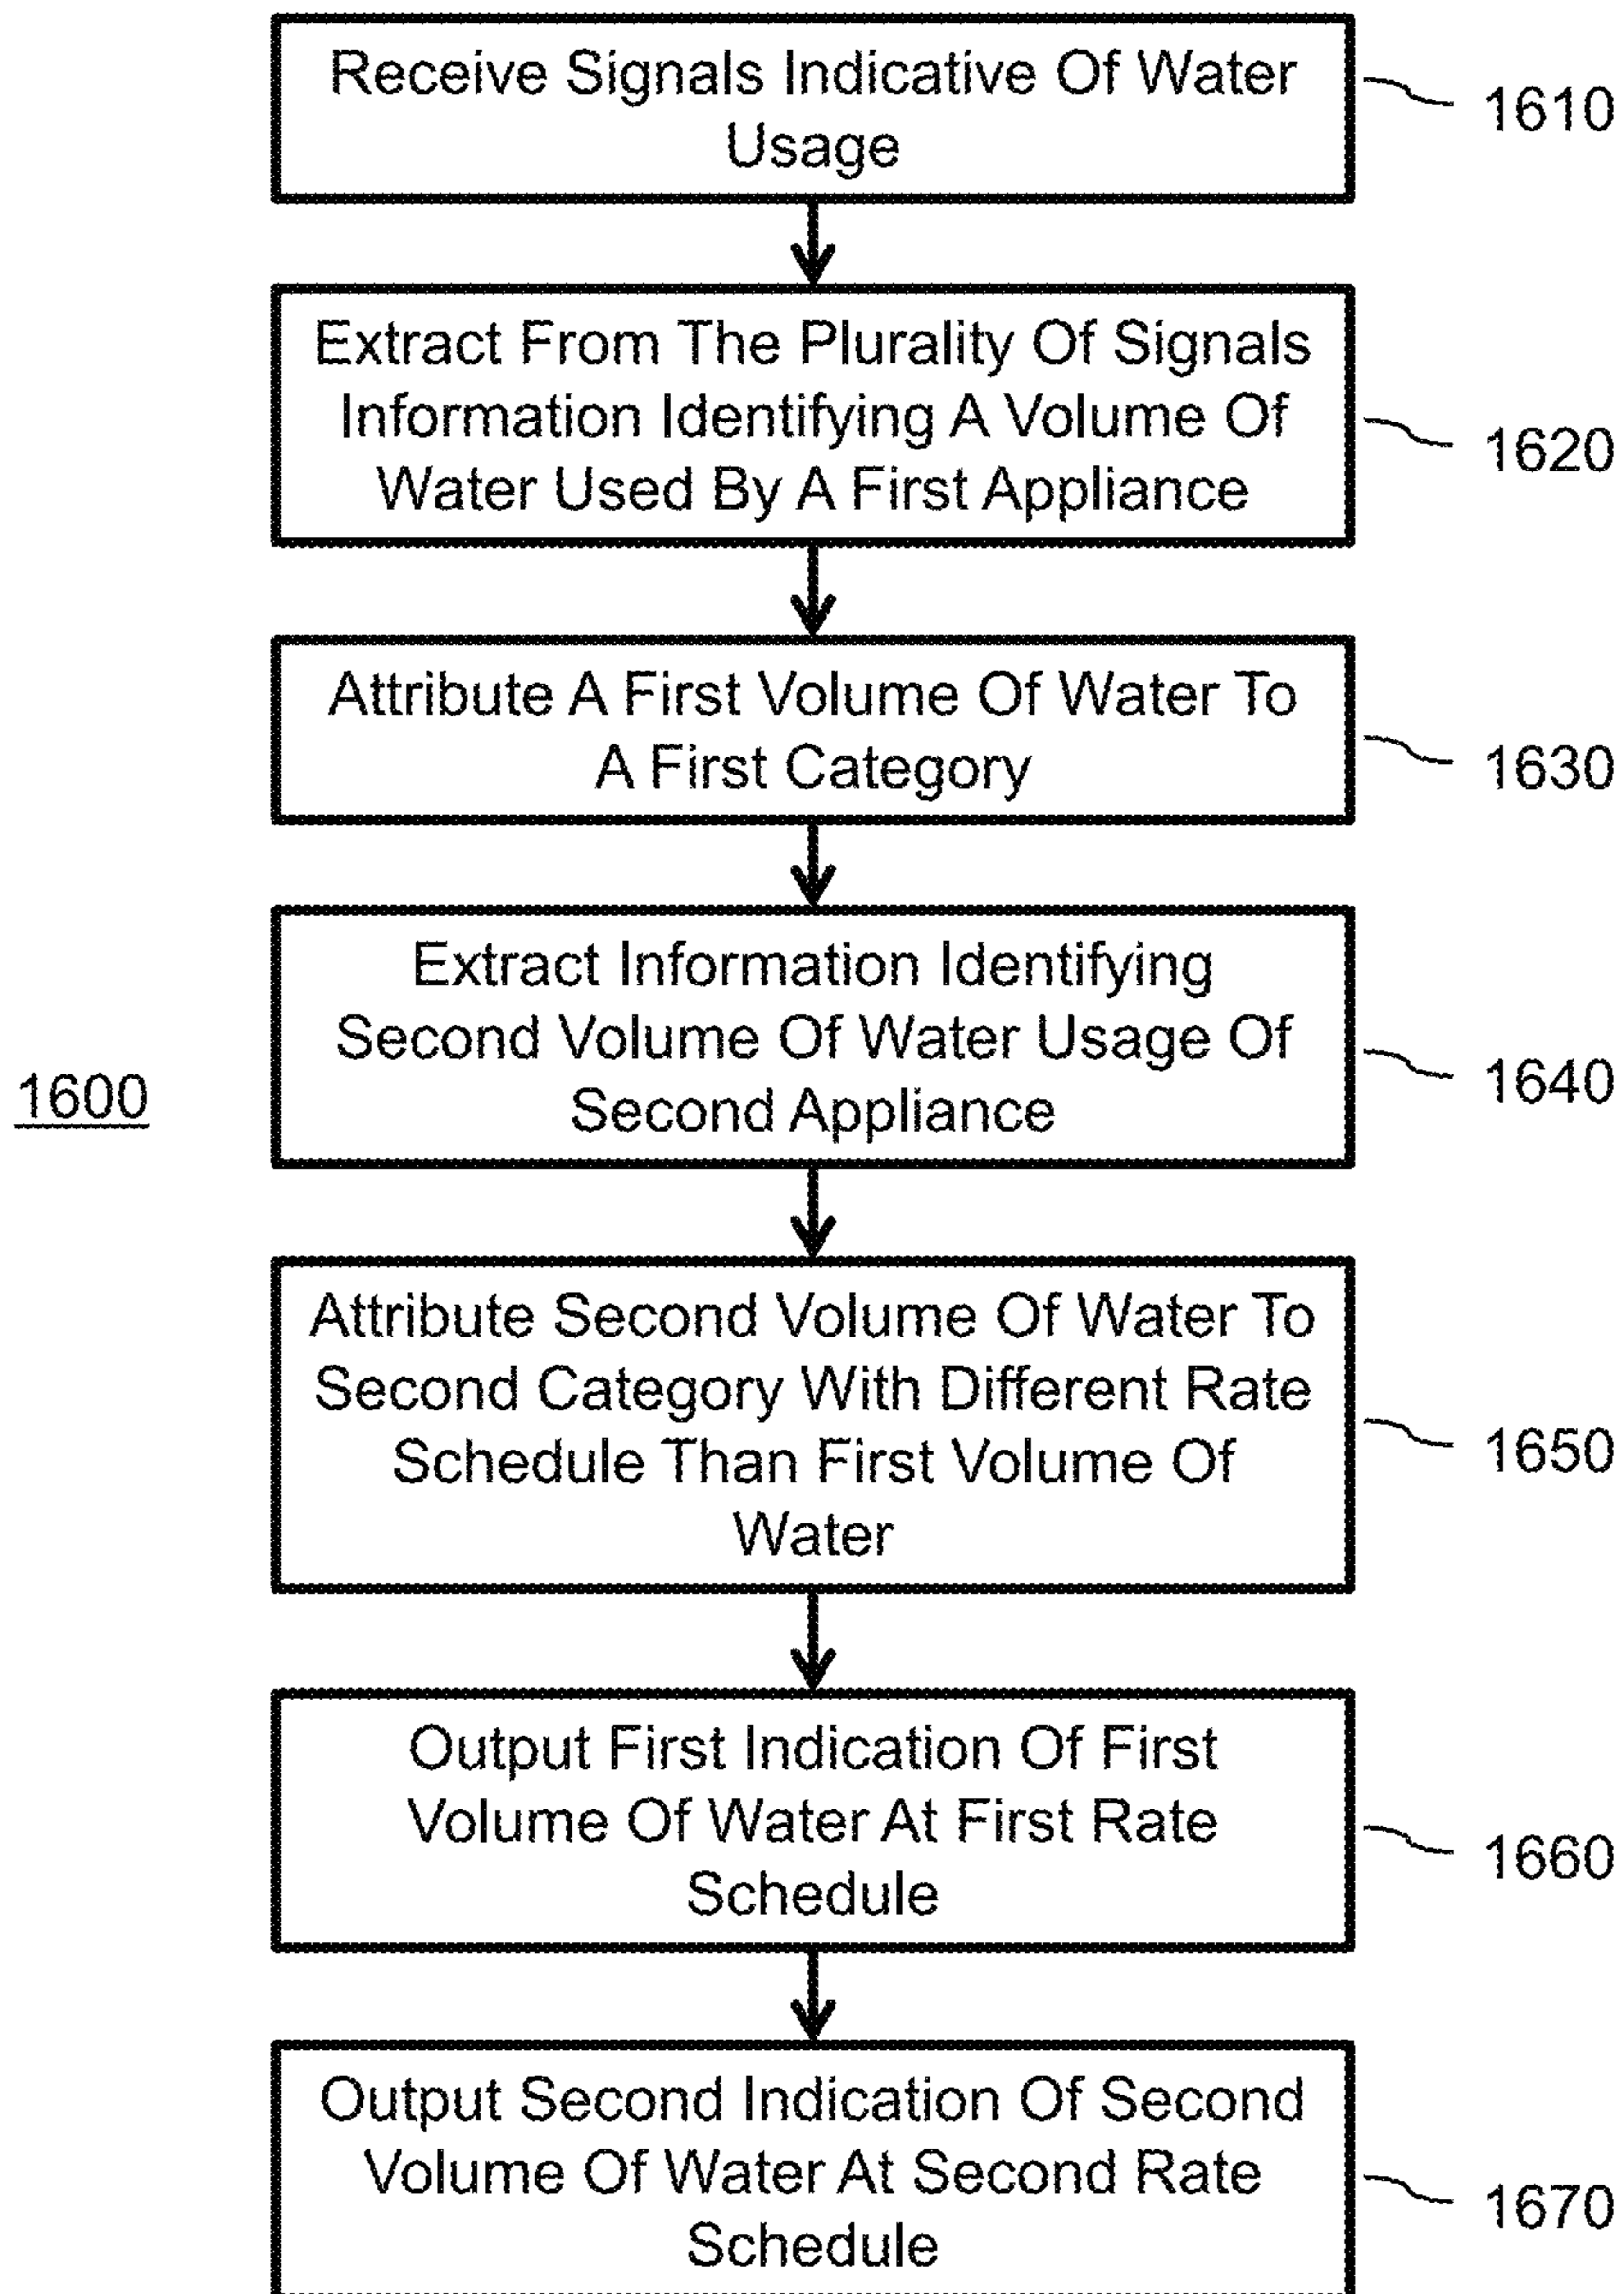 Receive Signals Indicative Of Water
Usage
1610
Extract From The Plurality Of Signals
Information Identifying A Volume Of
Water Used By A First Appliance
1620
Attribute A First Volume Of Water To
A First Category
1630
Extract Information Identifying
Second Volume Of Water Usage Of
Second Appliance
1640
1600
Attribute Second Volume Of Water To
Second Category With Different Rate
Schedule Than First Volume Of
Water
1650
Output First Indication Of First
Volume Of Water At First Rate
Schedule
1660
Output Second Indication Of Second
Volume Of Water At Second Rate
Schedule
1670